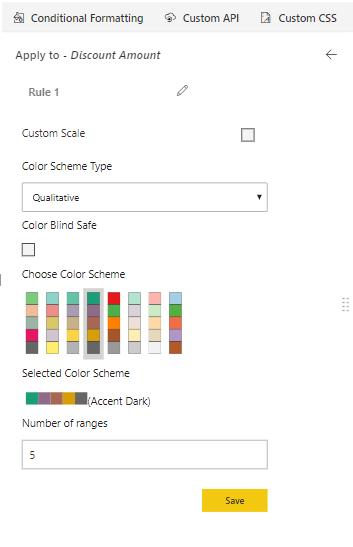 Conditional Formatting Custom API Custom CSS
Apply to - Discount Amount
Rule 1
Custom Scale
Color Scheme Type
Qualitative
Color Blind Safe
Choose Color Scheme
Selected Color Scheme
(Accent Dark)
Number of ranges
5
Save